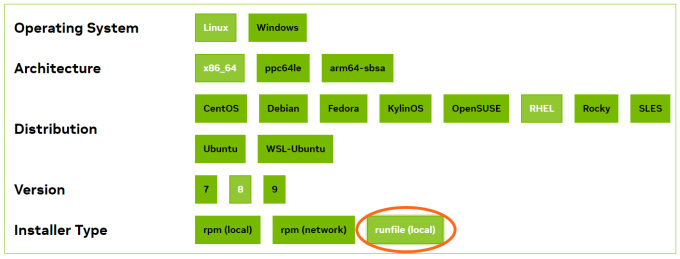 Operating System Linux Windows
Architecture x86_64 ppc64le arm64-sbsa
CentOS Debian Fedora KylinOS OpenSUSE RHEL Rocky SLES
Distribution
Ubuntu WSL-Ubuntu
Version 7 8 9
Installer Type rpm (local) rpm (network) runfile (local)